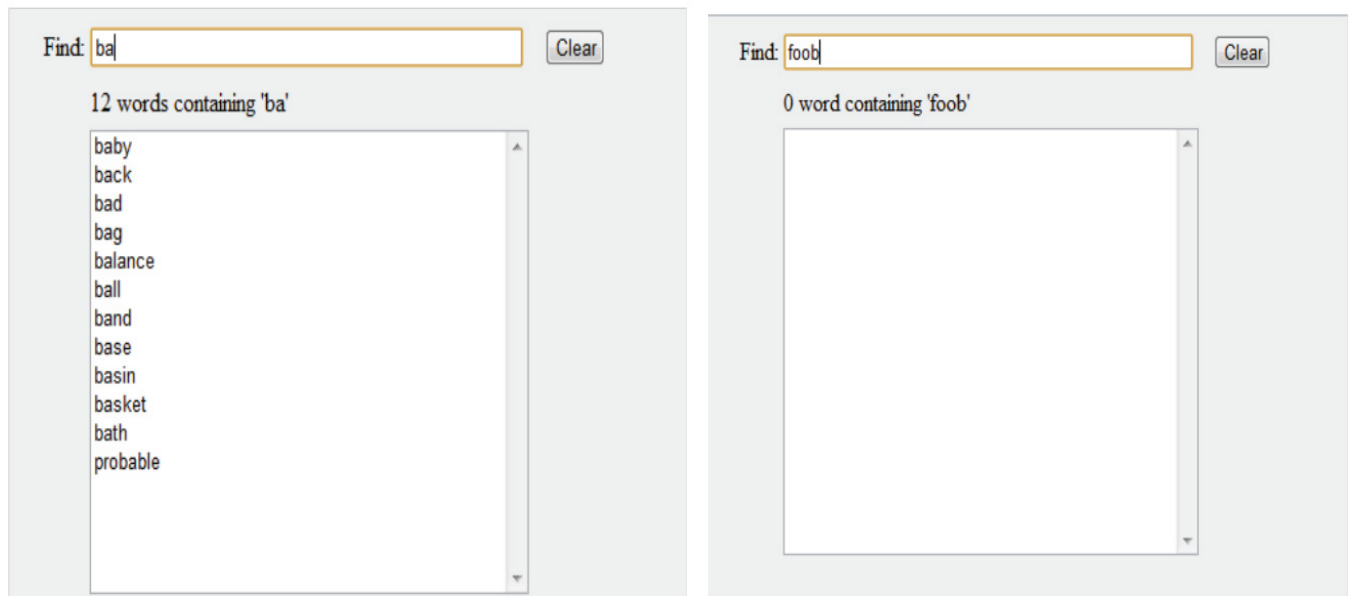 Find: ba Clear
12 words containing 'ba'
baby
back
bad
bag
balance
ball
band
base
basin
basket
bath
probable
Find: foob Clear
0 word containing 'foob'